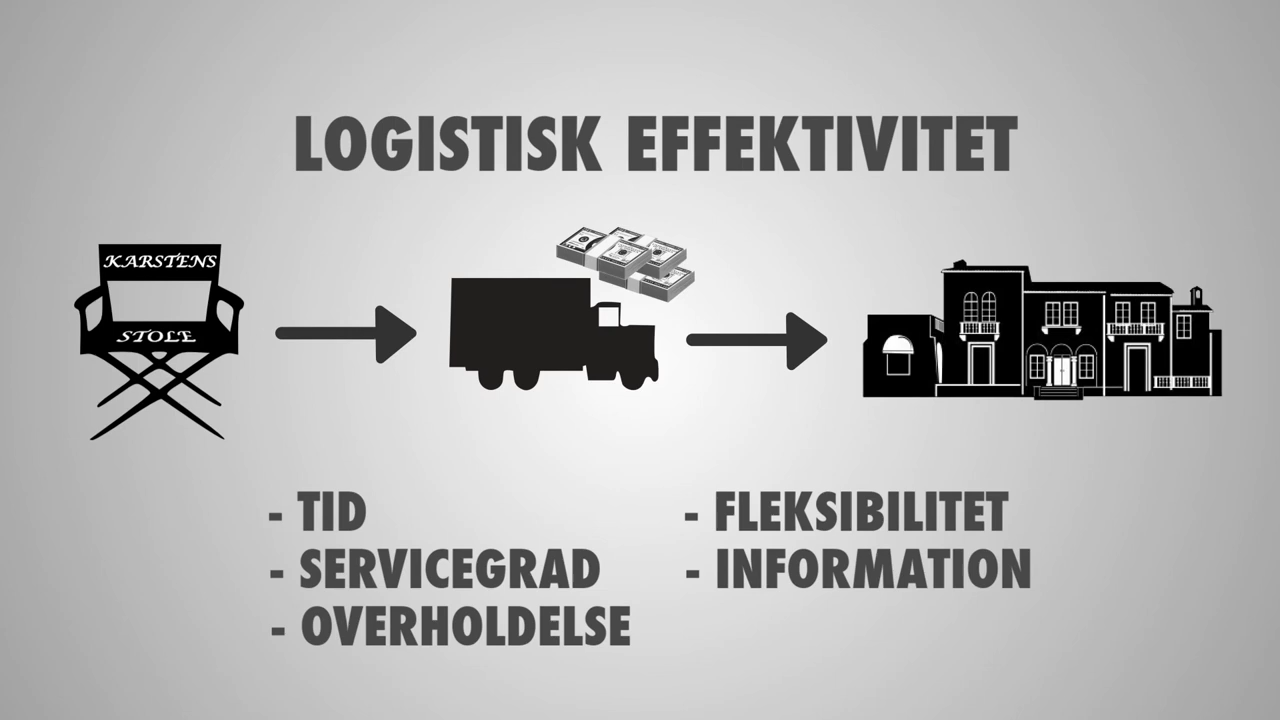 LOGISTISK EFFEKTIVITET
KARSTENS
STOLE
- TID
- SERVICEGRAD
- OVERHOLDELSE
- FLEKSIBILITET
- INFORMATION